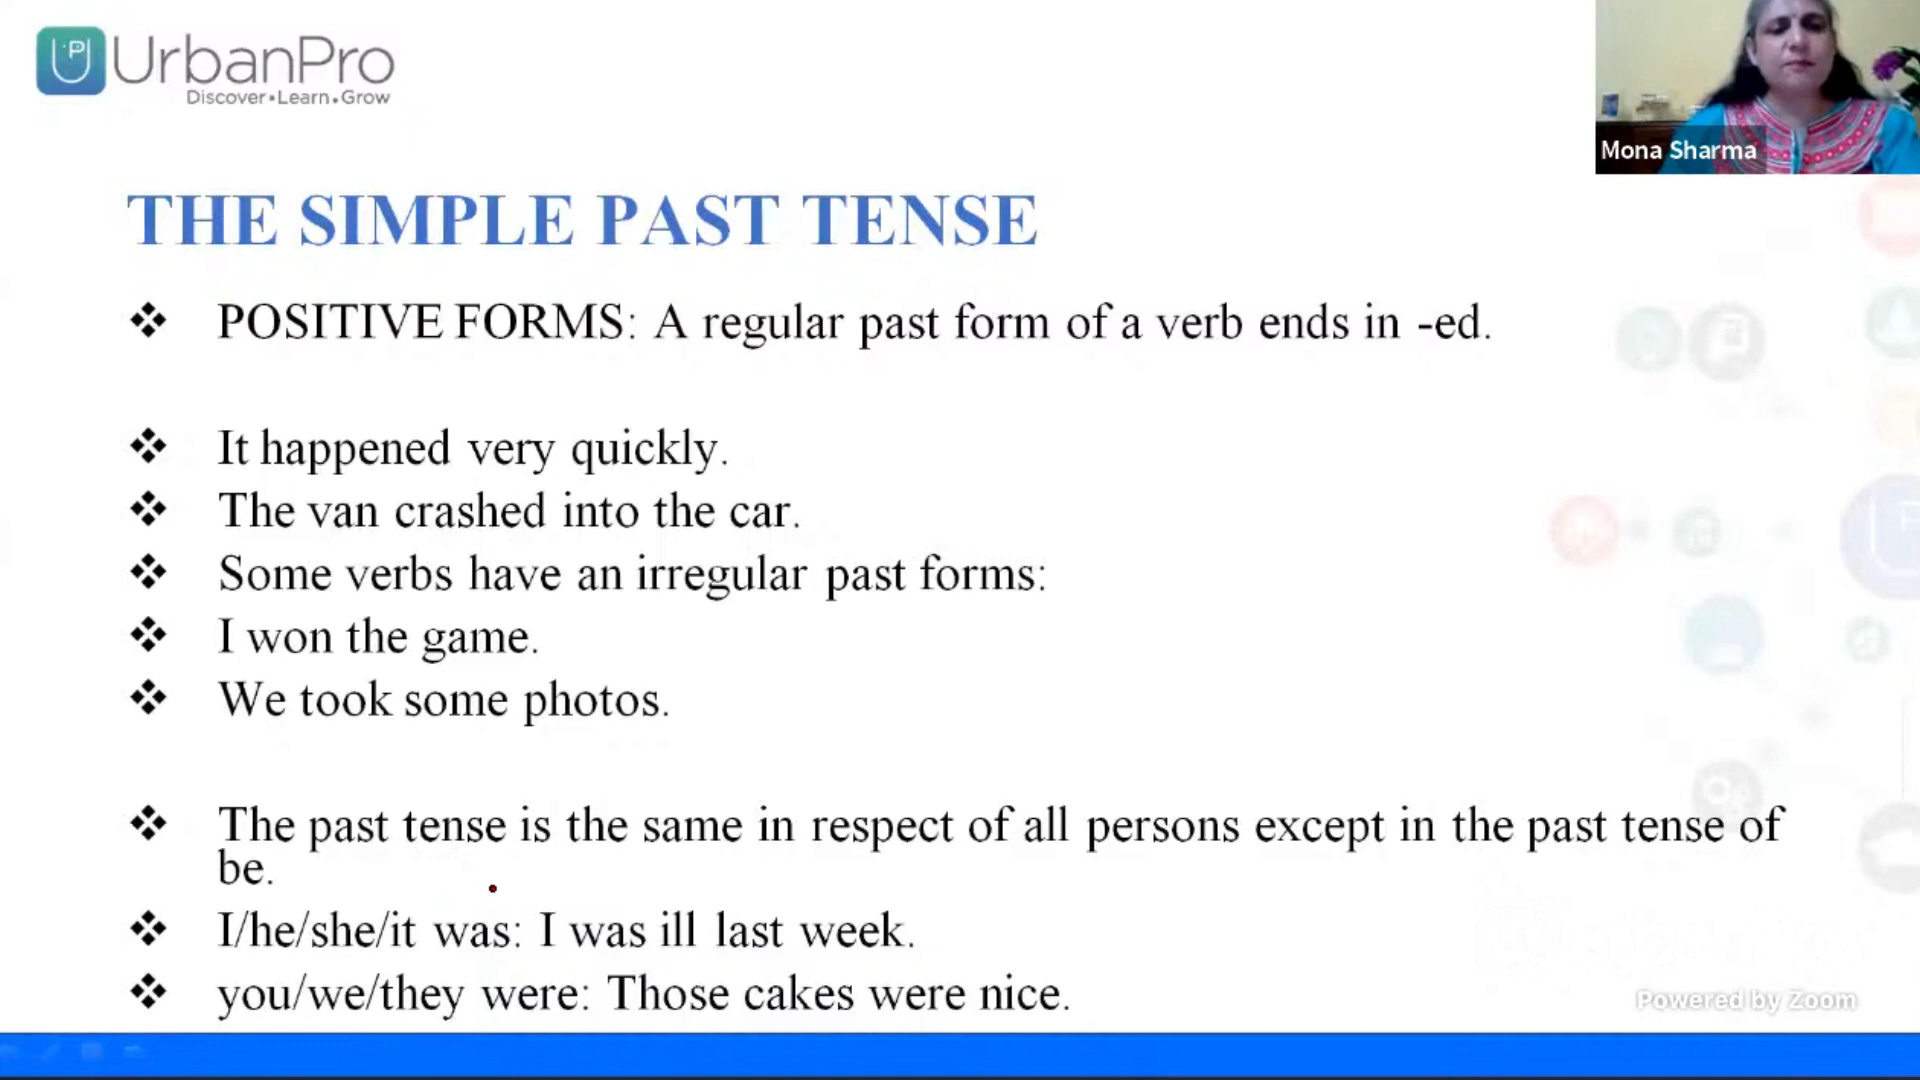 UrbanPro
Discover•Learn•Grow
Mona Sharma
THE SIMPLE PAST TENSE
❖ POSITIVE FORMS: A regular past form of a verb ends in -ed.
❖ It happened very quickly.
❖ The van crashed into the car.
❖ Some verbs have an irregular past forms:
❖ I won the game.
❖ We took some photos.
❖ The past tense is the same in respect of all persons except in the past tense of
be.
❖ I/he/she/it was: I was ill last week.
❖ you/we/they were: Those cakes were nice.
Powered by Zoom